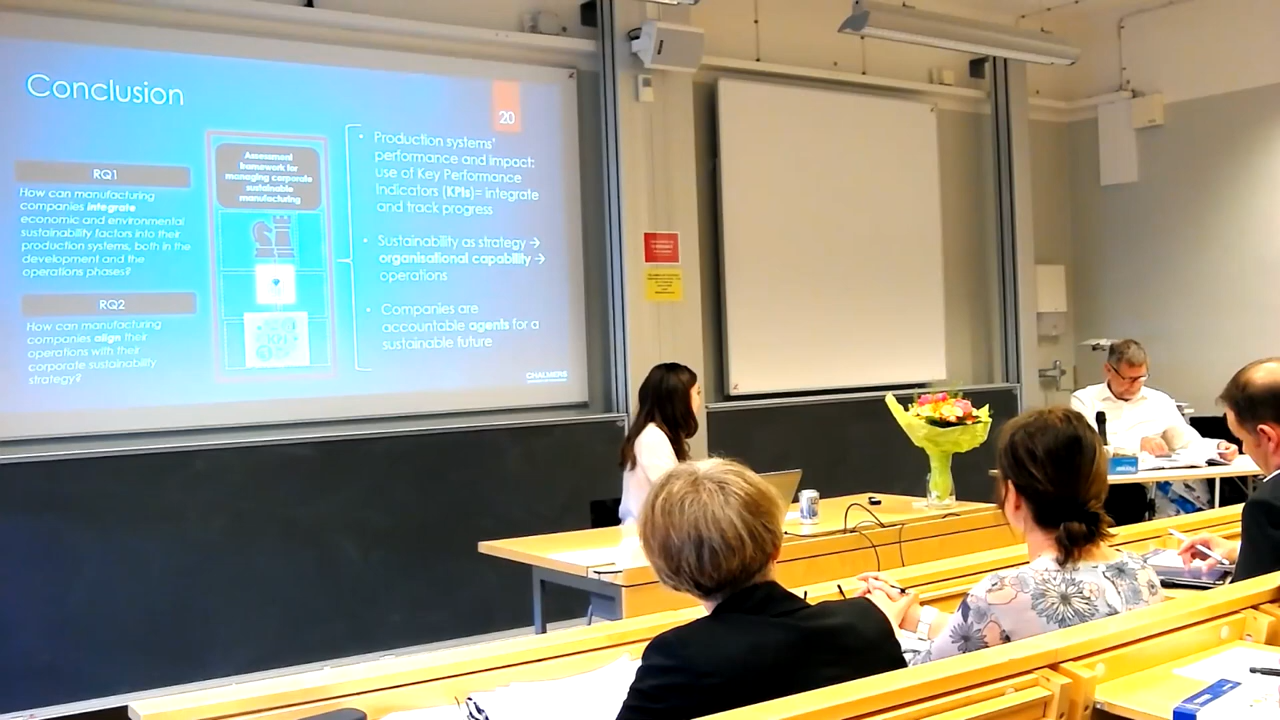 Conclusion
20
RQ1
How can manufacturing
companies integrate
economic and environmental
sustainability factors into their
production systems, both in the
development and the
operations phases?
RQ2
How can manufacturing
companies align their
operations with their
corporate sustainability
strategy?
Assessment
framework for
managing corporate
sustainable
manufacturing
• Production systems'
performance and impact:
use of Key Performance
Indicators (KPIs)= integrate
and track progress
• Sustainability as strategy →
organisational capability →
operations
• Companies are
accountable agents for a
sustainable future
CHALMERS